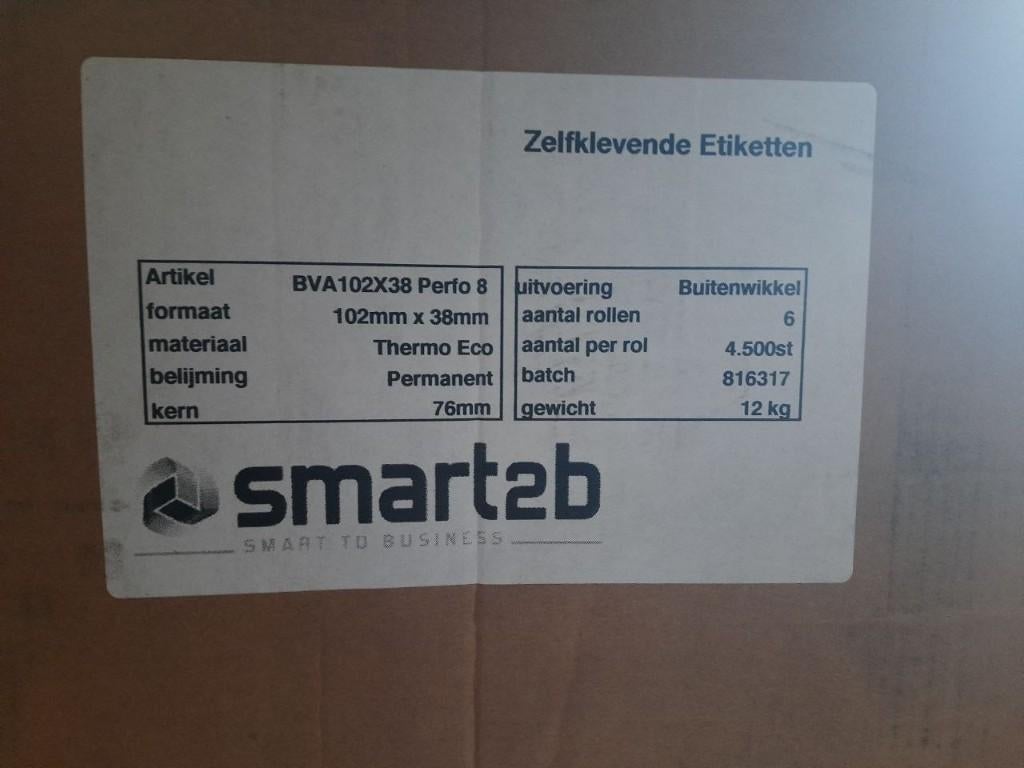 Zelfklevende Etiketten
Artikel BVA102X38 Perfo 8
formaat 102mm x 38mm
materiaal Thermo Eco
belijming Permanent
kern 76mm
uitvoering Buitenwikkel
aantal rollen 6
aantal per rol 4.500st
batch 816317
gewicht 12 kg
smart2b
SMART TO BUSINESS